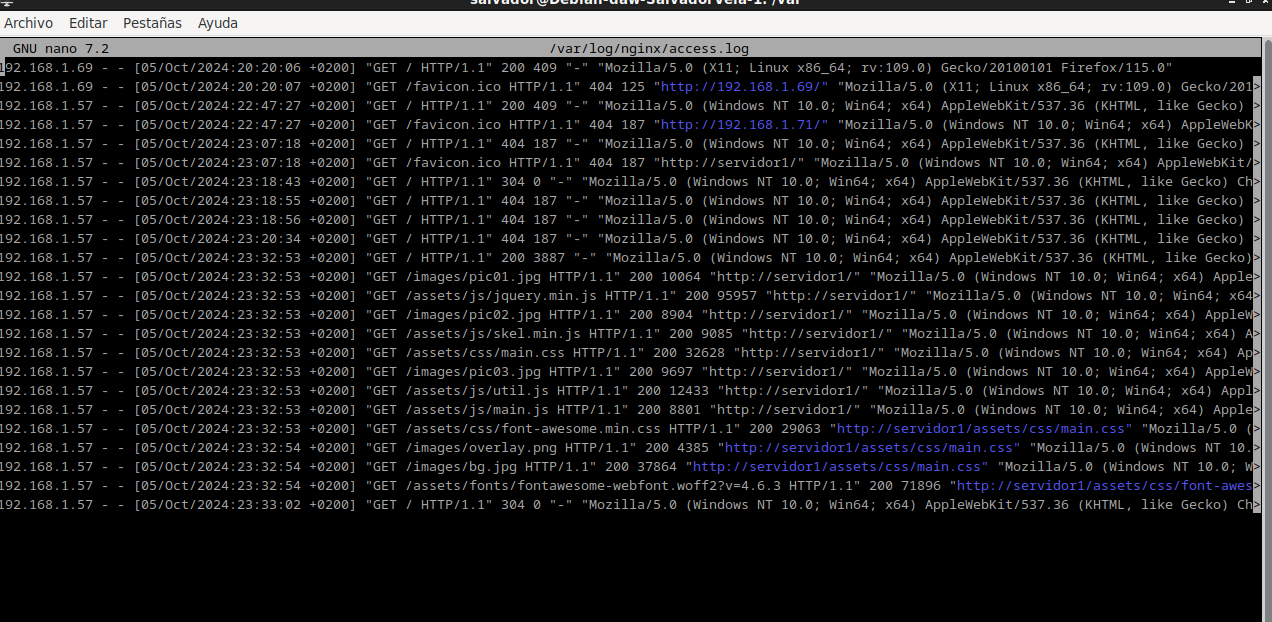 salvador@Debian-daw-SalvadorVela-1: /var
Archivo Editar Pestañas Ayuda
GNU nano 7.2 /var/log/nginx/access.log
192.168.1.69 - - [05/Oct/2024:20:20:06 +0200] "GET / HTTP/1.1" 200 409 "-" "Mozilla/5.0 (X11; Linux x86_64; rv:109.0) Gecko/20100101 Firefox/115.0"
192.168.1.69 - - [05/Oct/2024:20:20:07 +0200] "GET /favicon.ico HTTP/1.1" 404 125 "http://192.168.1.69/" "Mozilla/5.0 (X11; Linux x86_64; rv:109.0) Gecko/201>
192.168.1.57 - - [05/Oct/2024:22:47:27 +0200] "GET / HTTP/1.1" 200 409 "-" "Mozilla/5.0 (Windows NT 10.0; Win64; x64) AppleWebKit/537.36 (KHTML, like Gecko) >
192.168.1.57 - - [05/Oct/2024:22:47:27 +0200] "GET /favicon.ico HTTP/1.1" 404 187 "http://192.168.1.71/" "Mozilla/5.0 (Windows NT 10.0; Win64; x64) AppleWebK>
192.168.1.57 - - [05/Oct/2024:23:07:18 +0200] "GET / HTTP/1.1" 404 187 "-" "Mozilla/5.0 (Windows NT 10.0; Win64; x64) AppleWebKit/537.36 (KHTML, like Gecko) >
192.168.1.57 - - [05/Oct/2024:23:07:18 +0200] "GET /favicon.ico HTTP/1.1" 404 187 "http://servidor1/" "Mozilla/5.0 (Windows NT 10.0; Win64; x64) AppleWebKit/>
192.168.1.57 - - [05/Oct/2024:23:18:43 +0200] "GET / HTTP/1.1" 304 0 "-" "Mozilla/5.0 (Windows NT 10.0; Win64; x64) AppleWebKit/537.36 (KHTML, like Gecko) Ch>
192.168.1.57 - - [05/Oct/2024:23:18:55 +0200] "GET / HTTP/1.1" 404 187 "-" "Mozilla/5.0 (Windows NT 10.0; Win64; x64) AppleWebKit/537.36 (KHTML, like Gecko) >
192.168.1.57 - - [05/Oct/2024:23:18:56 +0200] "GET / HTTP/1.1" 404 187 "-" "Mozilla/5.0 (Windows NT 10.0; Win64; x64) AppleWebKit/537.36 (KHTML, like Gecko) >
192.168.1.57 - - [05/Oct/2024:23:20:34 +0200] "GET / HTTP/1.1" 404 187 "-" "Mozilla/5.0 (Windows NT 10.0; Win64; x64) AppleWebKit/537.36 (KHTML, like Gecko) >
192.168.1.57 - - [05/Oct/2024:23:32:53 +0200] "GET / HTTP/1.1" 200 3887 "-" "Mozilla/5.0 (Windows NT 10.0; Win64; x64) AppleWebKit/537.36 (KHTML, like Gecko)>
192.168.1.57 - - [05/Oct/2024:23:32:53 +0200] "GET /images/pic01.jpg HTTP/1.1" 200 10064 "http://servidor1/" "Mozilla/5.0 (Windows NT 10.0; Win64; x64) Apple>
192.168.1.57 - - [05/Oct/2024:23:32:53 +0200] "GET /assets/js/jquery.min.js HTTP/1.1" 200 95957 "http://servidor1/" "Mozilla/5.0 (Windows NT 10.0; Win64; x64>
192.168.1.57 - - [05/Oct/2024:23:32:53 +0200] "GET /images/pic02.jpg HTTP/1.1" 200 8904 "http://servidor1/" "Mozilla/5.0 (Windows NT 10.0; Win64; x64) AppleW>
192.168.1.57 - - [05/Oct/2024:23:32:53 +0200] "GET /assets/js/skel.min.js HTTP/1.1" 200 9085 "http://servidor1/" "Mozilla/5.0 (Windows NT 10.0; Win64; x64) A>
192.168.1.57 - - [05/Oct/2024:23:32:53 +0200] "GET /assets/css/main.css HTTP/1.1" 200 32628 "http://servidor1/" "Mozilla/5.0 (Windows NT 10.0; Win64; x64) Ap>
192.168.1.57 - - [05/Oct/2024:23:32:53 +0200] "GET /images/pic03.jpg HTTP/1.1" 200 9697 "http://servidor1/" "Mozilla/5.0 (Windows NT 10.0; Win64; x64) AppleW>
192.168.1.57 - - [05/Oct/2024:23:32:53 +0200] "GET /assets/js/util.js HTTP/1.1" 200 12433 "http://servidor1/" "Mozilla/5.0 (Windows NT 10.0; Win64; x64) Appl>
192.168.1.57 - - [05/Oct/2024:23:32:53 +0200] "GET /assets/js/main.js HTTP/1.1" 200 8801 "http://servidor1/" "Mozilla/5.0 (Windows NT 10.0; Win64; x64) Apple>
192.168.1.57 - - [05/Oct/2024:23:32:53 +0200] "GET /assets/css/font-awesome.min.css HTTP/1.1" 200 29063 "http://servidor1/assets/css/main.css" "Mozilla/5.0 (>
192.168.1.57 - - [05/Oct/2024:23:32:54 +0200] "GET /images/overlay.png HTTP/1.1" 200 4385 "http://servidor1/assets/css/main.css" "Mozilla/5.0 (Windows NT 10.>
192.168.1.57 - - [05/Oct/2024:23:32:54 +0200] "GET /images/bg.jpg HTTP/1.1" 200 37864 "http://servidor1/assets/css/main.css" "Mozilla/5.0 (Windows NT 10.0; W>
192.168.1.57 - - [05/Oct/2024:23:32:54 +0200] "GET /assets/fonts/fontawesome-webfont.woff2?v=4.6.3 HTTP/1.1" 200 71896 "http://servidor1/assets/css/font-awes>
192.168.1.57 - - [05/Oct/2024:23:33:02 +0200] "GET / HTTP/1.1" 304 0 "-" "Mozilla/5.0 (Windows NT 10.0; Win64; x64) AppleWebKit/537.36 (KHTML, like Gecko) Ch>